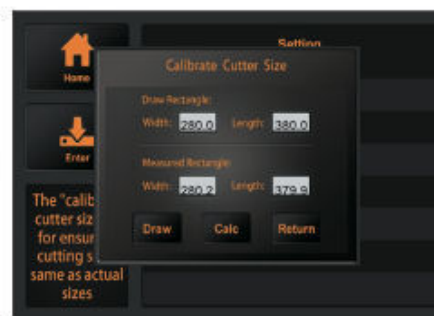 Setting
Home
Calibrate Cutter Size
Draw Rectangle:
Width: 280.0 Length: 380.0
Enter
Measured Rectangle:
Width: 280.2 Length: 379.9
Draw Calc Return
The "calib
cutter siz
for ensur
cutting s
same as actual
sizes